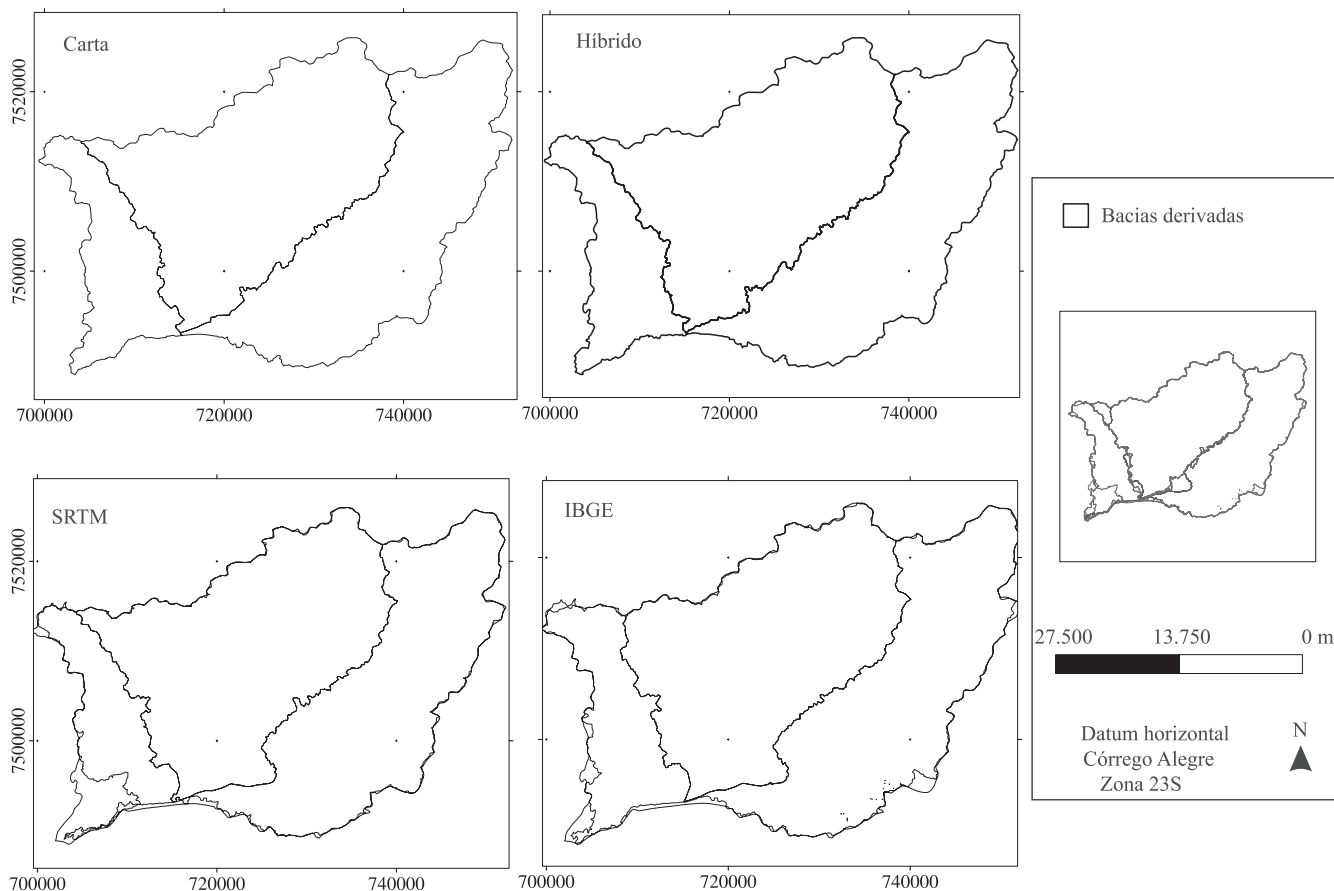 Carta
7520000
7500000
700000
720000
740000
Híbrido
700000
720000
740000
SRTM
7520000
7500000
700000
720000
740000
IBGE
700000
720000
740000
Bacias derivadas
27.500 13.750 0 m
Datum horizontal
Córrego Alegre
Zona 23S
N